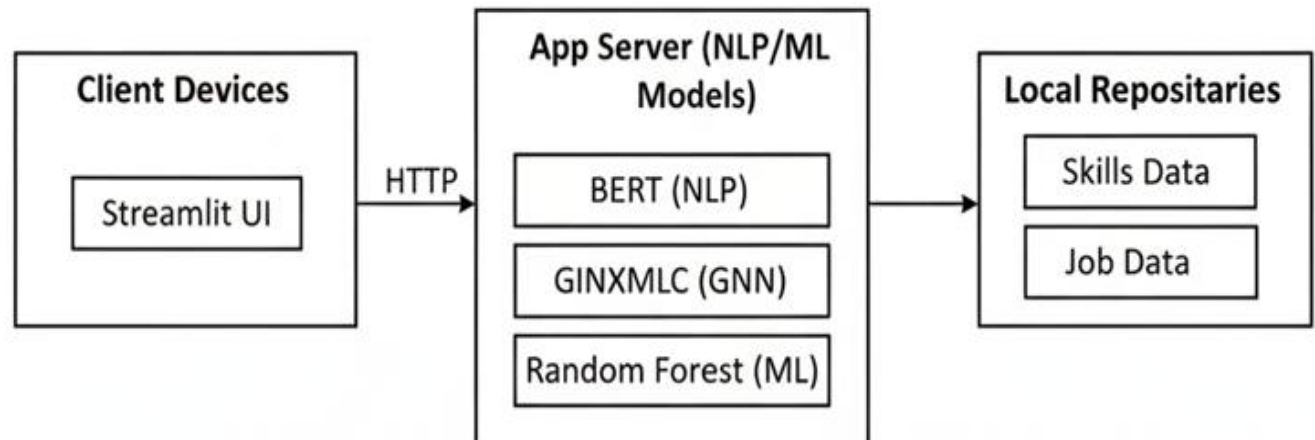 Client Devices
Streamlit UI
HTTP
App Server (NLP/ML
Models)
BERT (NLP)
GINXMLC (GNN)
Random Forest (ML)
Local Repositaries
Skills Data
Job Data